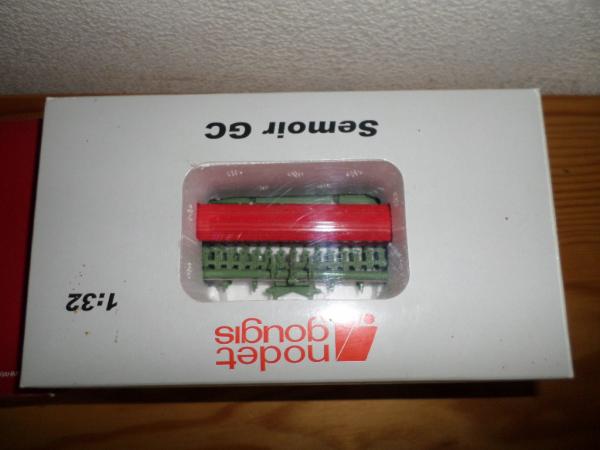 nodet
gougis
1:32
Semoir GC